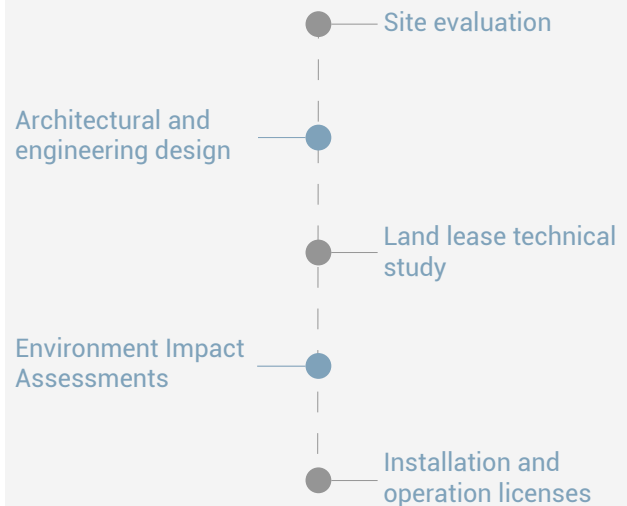 Site evaluation
Architectural and
engineering design
Land lease technical
study
Environment Impact
Assessments
Installation and
operation licenses